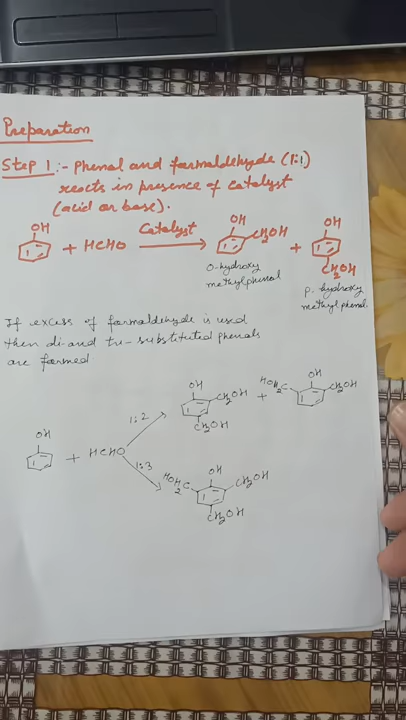 Preparation
Step 1:- Phenol and formaldehyde (1:1)
reacts in presence of catalyst
(acid or base).
OH + HCHO Catalyst OH CH2OH + OH CH2OH
O-hydroxy methylphenol
p. hydroxy methyl phenol.
If excess of formaldehyde is used
then di and tri-substituted phenols
are formed
OH + HCHO
1:2 OH CH2OH CH2OH + HOH2C OH CH2OH
1:3 HOH2C OH CH2OH CH2OH